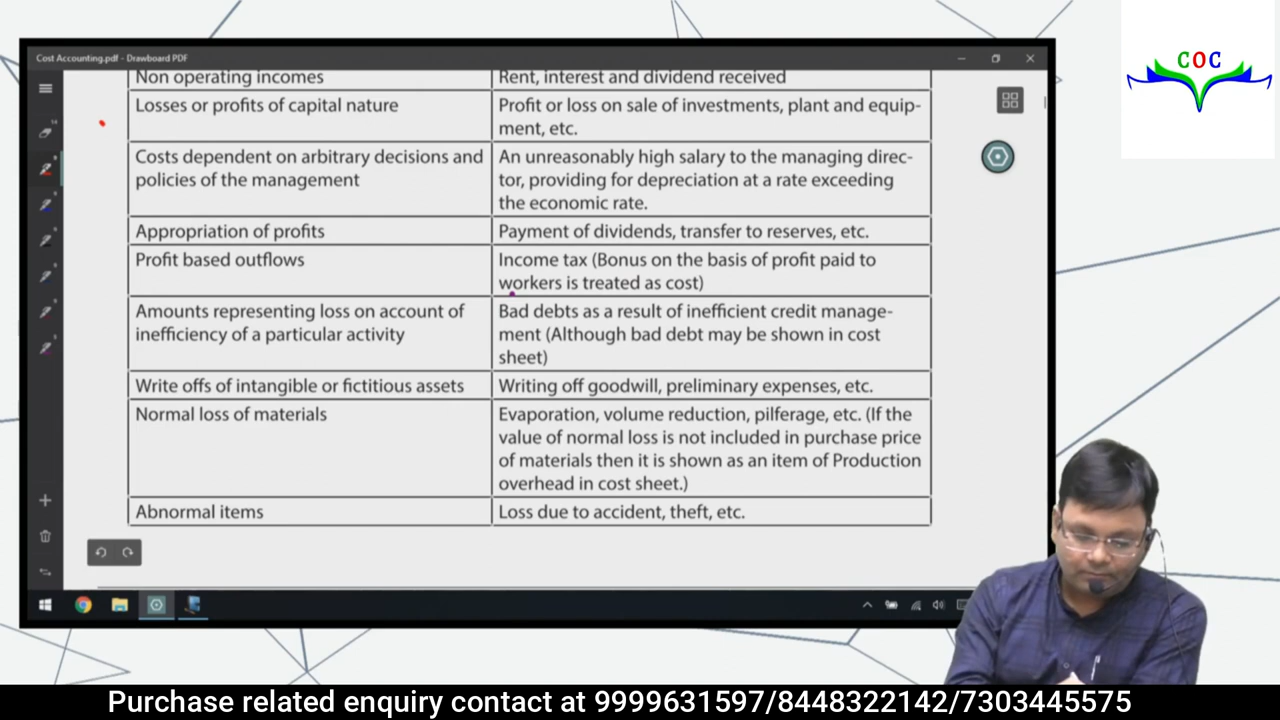 COC
Cost Accounting.pdf - Drawboard PDF
Non operating incomes
Rent, interest and dividend received
Losses or profits of capital nature
Profit or loss on sale of investments, plant and equip-
ment, etc.
Costs dependent on arbitrary decisions and
policies of the management
An unreasonably high salary to the managing direc-
tor, providing for depreciation at a rate exceeding
the economic rate.
Appropriation of profits
Payment of dividends, transfer to reserves, etc.
Profit based outflows
Income tax (Bonus on the basis of profit paid to
workers is treated as cost)
Amounts representing loss on account of
inefficiency of a particular activity
Bad debts as a result of inefficient credit manage-
ment (Although bad debt may be shown in cost
sheet)
Write offs of intangible or fictitious assets
Writing off goodwill, preliminary expenses, etc.
Normal loss of materials
Evaporation, volume reduction, pilferage, etc. (If the
value of normal loss is not included in purchase price
of materials then it is shown as an item of Production
overhead in cost sheet.)
Abnormal items
Loss due to accident, theft, etc.
Purchase related enquiry contact at 9999631597/8448322142/7303445575